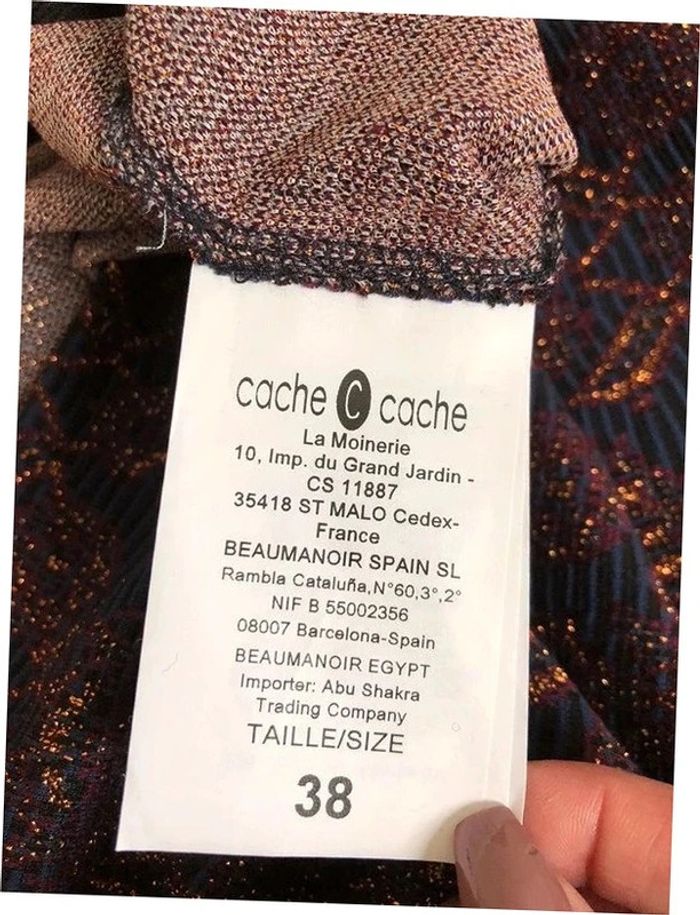 cache C cache
La Moinerie
10, Imp. du Grand Jardin -
CS 11887
35418 ST MALO Cedex-
France
BEAUMANOIR SPAIN SL
Rambla Cataluña,N°60,3°,2°
NIF B 55002356
08007 Barcelona-Spain
BEAUMANOIR EGYPT
Importer: Abu Shakra
Trading Company
TAILLE/SIZE
38